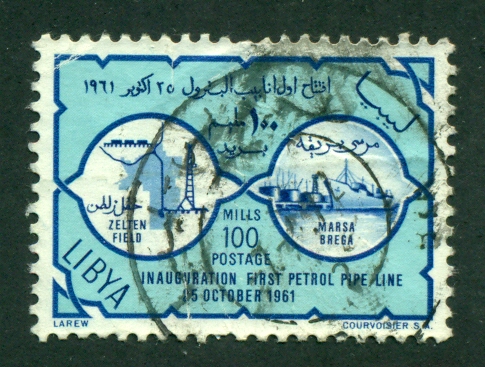 افتتاح اول انابيب البترول ٢٥ اكتوبر ١٩٦١
ليبيا
١٠٠ مليم
بريد
مرسى بريقه
حقل زلطن
ZELTEN
FIELD
MILLS
100
POSTAGE
MARSA
BREGA
LIBYA
INAUGURATION FIRST PETROL PIPE LINE
15 OCTOBER 1961
LAREW
COURVOISIER S.A.